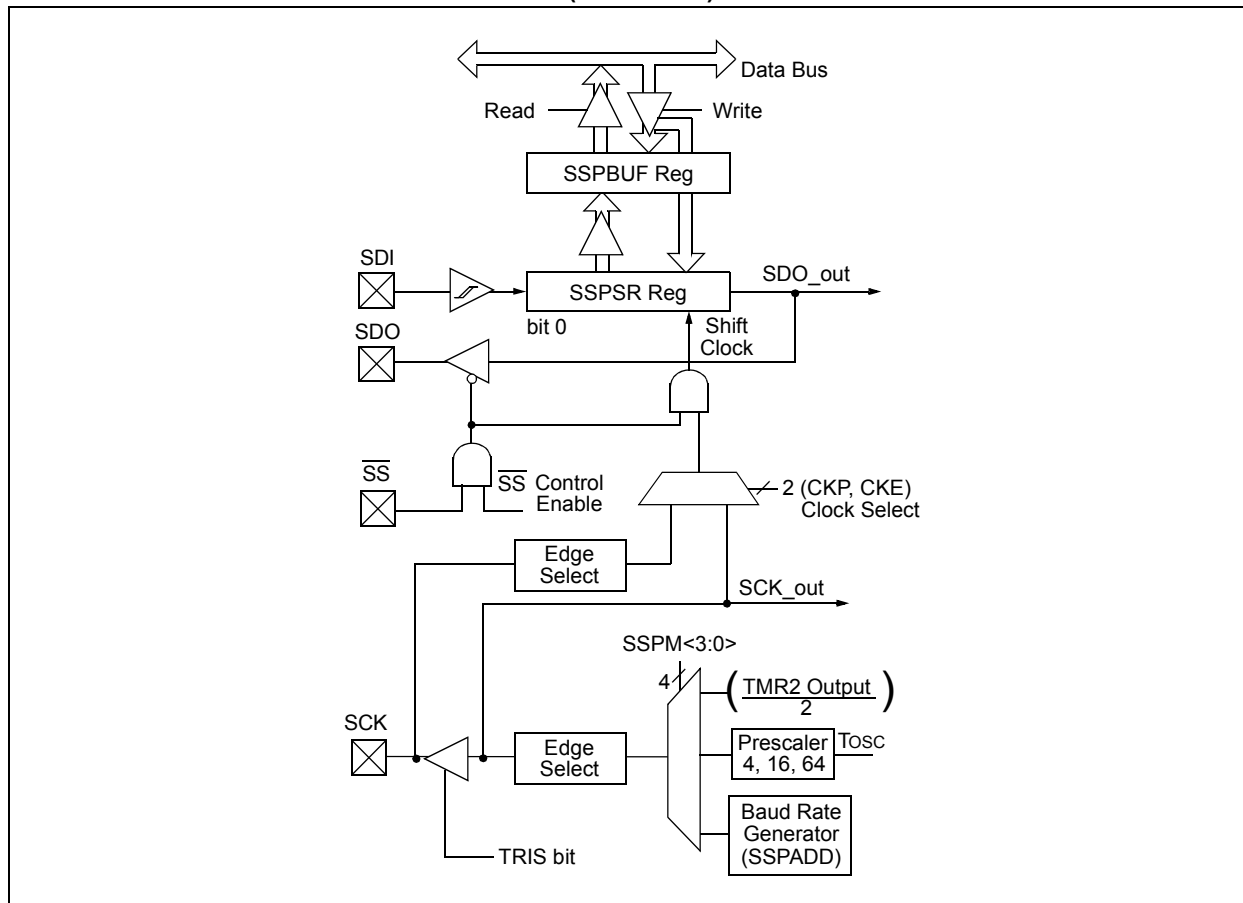 Data Bus
Read
Write
SSPBUF Reg
SDI
SDO_out
SSPSR Reg
bit 0
Shift
Clock
SDO
SS
SS Control
Enable
2 (CKP, CKE)
Clock Select
Edge
Select
SCK_out
SSPM<3:0>
4
(TMR2 Output)
2
SCK
Edge
Select
Prescaler
4, 16, 64
TOSC
Baud Rate
Generator
(SSPADD)
TRIS bit